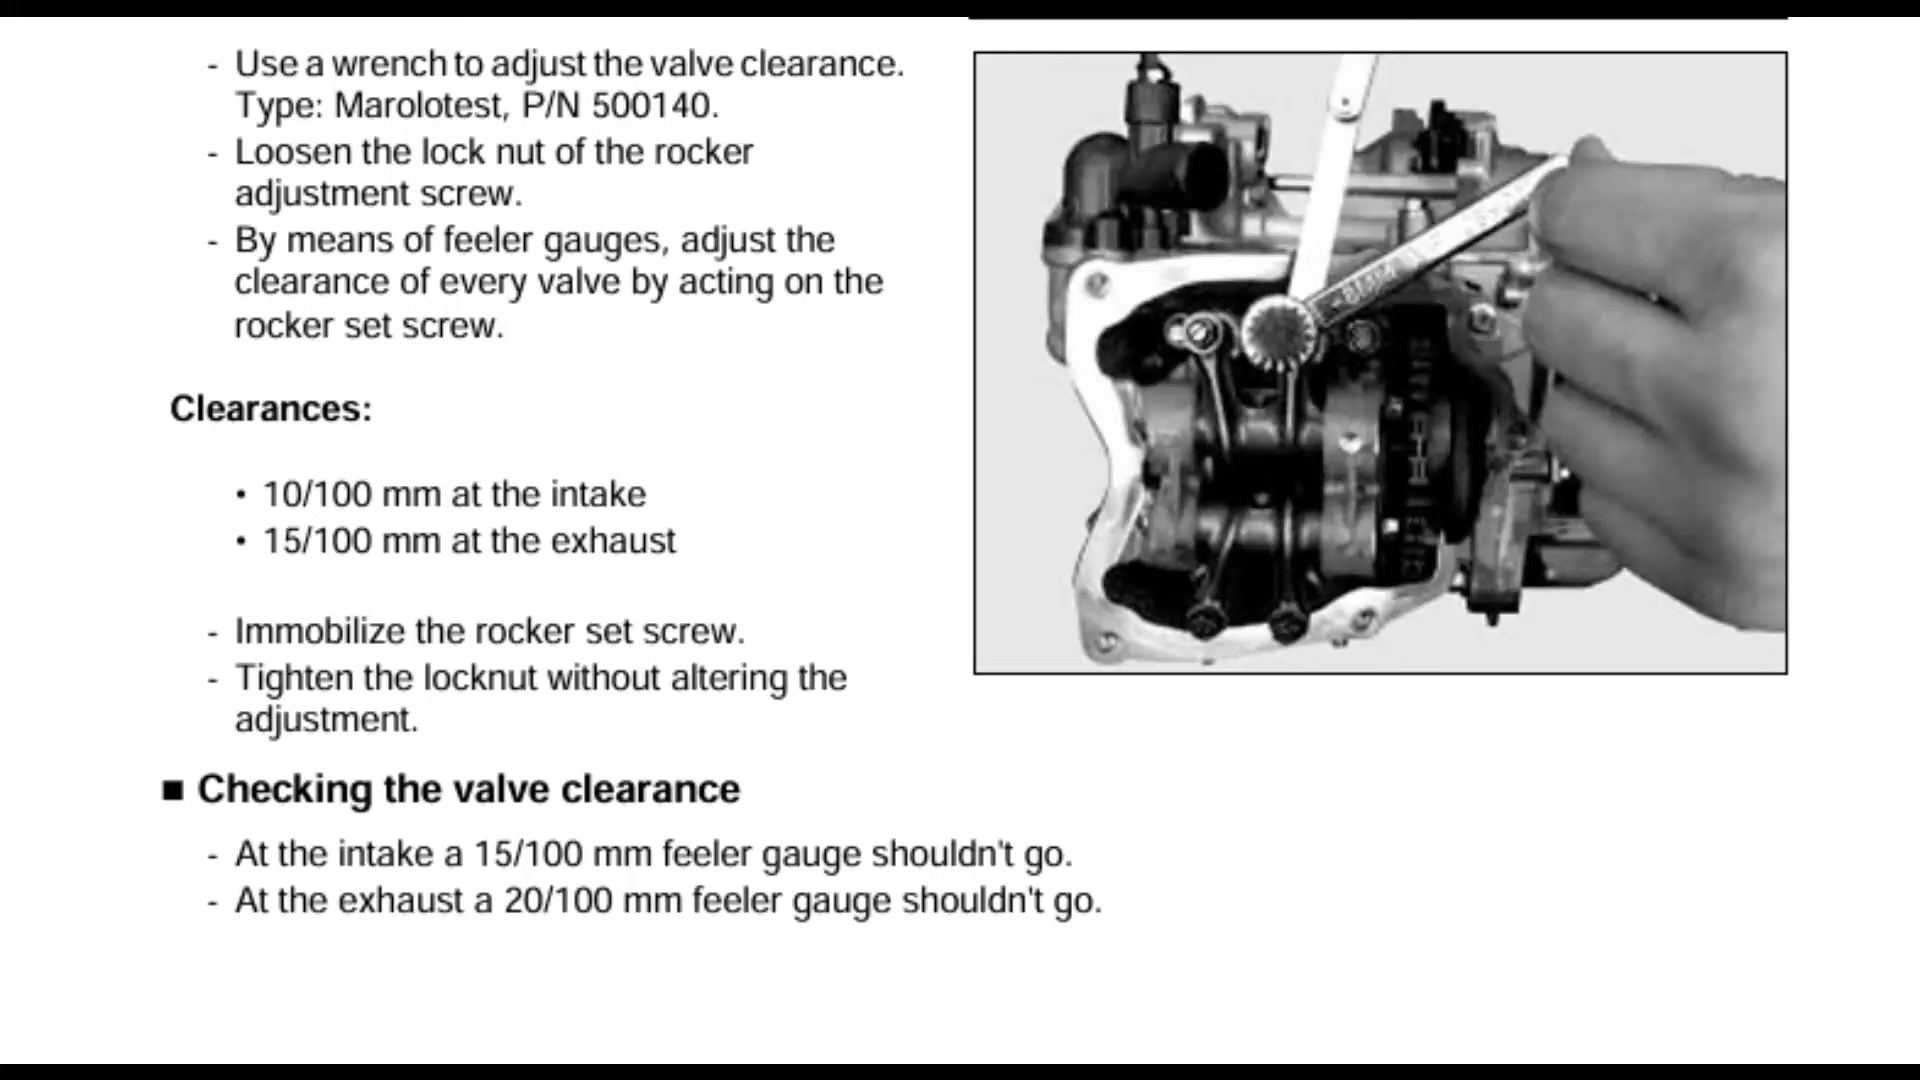 - Use a wrench to adjust the valve clearance.
Type: Marolotest, P/N 500140.
- Loosen the lock nut of the rocker
adjustment screw.
- By means of feeler gauges, adjust the
clearance of every valve by acting on the
rocker set screw.
Clearances:
• 10/100 mm at the intake
• 15/100 mm at the exhaust
- Immobilize the rocker set screw.
- Tighten the locknut without altering the
adjustment.
■ Checking the valve clearance
- At the intake a 15/100 mm feeler gauge shouldn't go.
- At the exhaust a 20/100 mm feeler gauge shouldn't go.